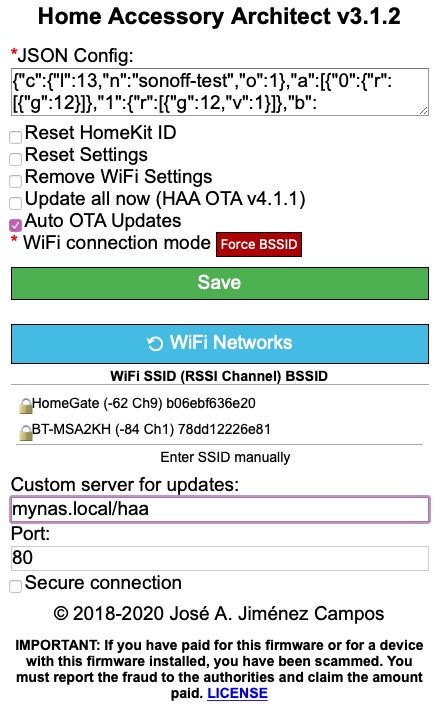 Home Accessory Architect v3.1.2
*JSON Config:
{"c":{"l":13,"n":"sonoff-test","o":1},"a":[{"0":{"r":
[{"g":12}]},"1":{"r":[{"g":12,"v":1}]},"b":
Reset HomeKit ID
Reset Settings
Remove WiFi Settings
Update all now (HAA OTA v4.1.1)
Auto OTA Updates
* WiFi connection mode Force BSSID
Save
WiFi Networks
WiFi SSID (RSSI Channel) BSSID
HomeGate (-62 Ch9) b06ebf636e20
BT-MSA2KH (-84 Ch1) 78dd12226e81
Enter SSID manually
Custom server for updates:
mynas.local/haa
Port:
80
Secure connection
© 2018-2020 José A. Jiménez Campos
IMPORTANT: If you have paid for this firmware or for a device
with this firmware installed, you have been scammed. You
must report the fraud to the authorities and claim the amount
paid. LICENSE